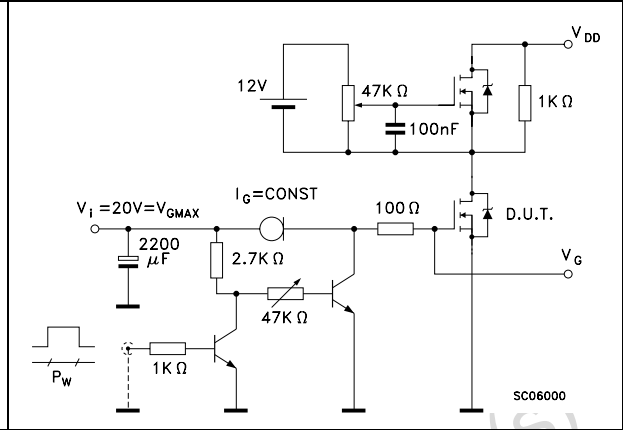 V DD
12V
47K Ω
1K Ω
100nF
I G=CONST
V i =20V=V GMAX
100 Ω
D.U.T.
2200
μF
2.7K Ω
V G
47K Ω
1K Ω
P W
SC06000